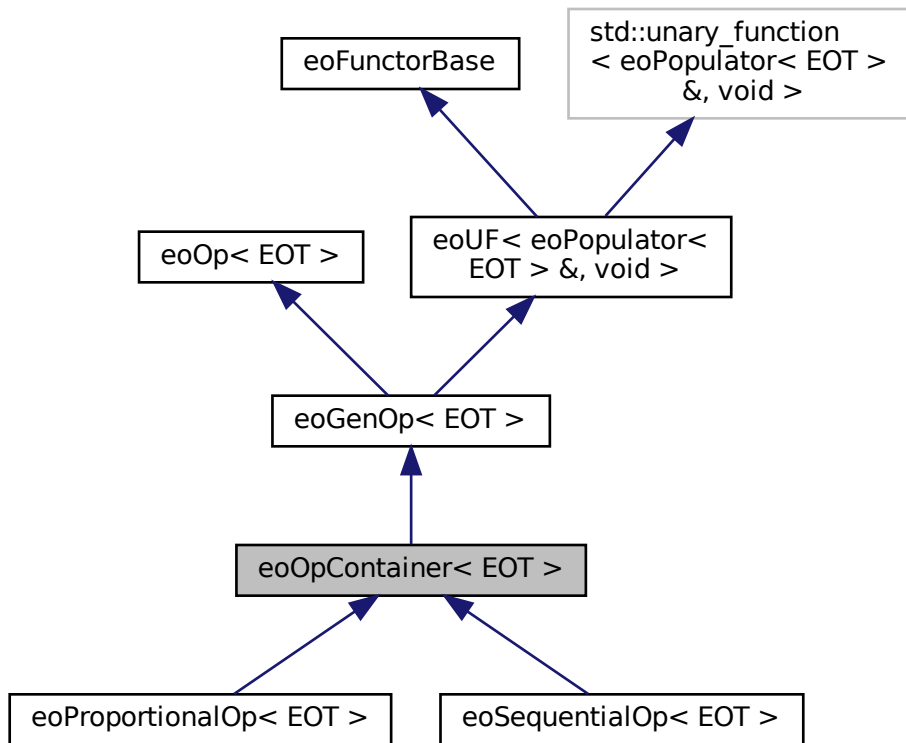 std::unary_function
< eoPopulator< EOT >
&, void >
eoFunctorBase
eoUF< eoPopulator<
EOT > &, void >
eoOp< EOT >
eoGenOp< EOT >
eoOpContainer< EOT >
eoProportionalOp< EOT >
eoSequentialOp< EOT >